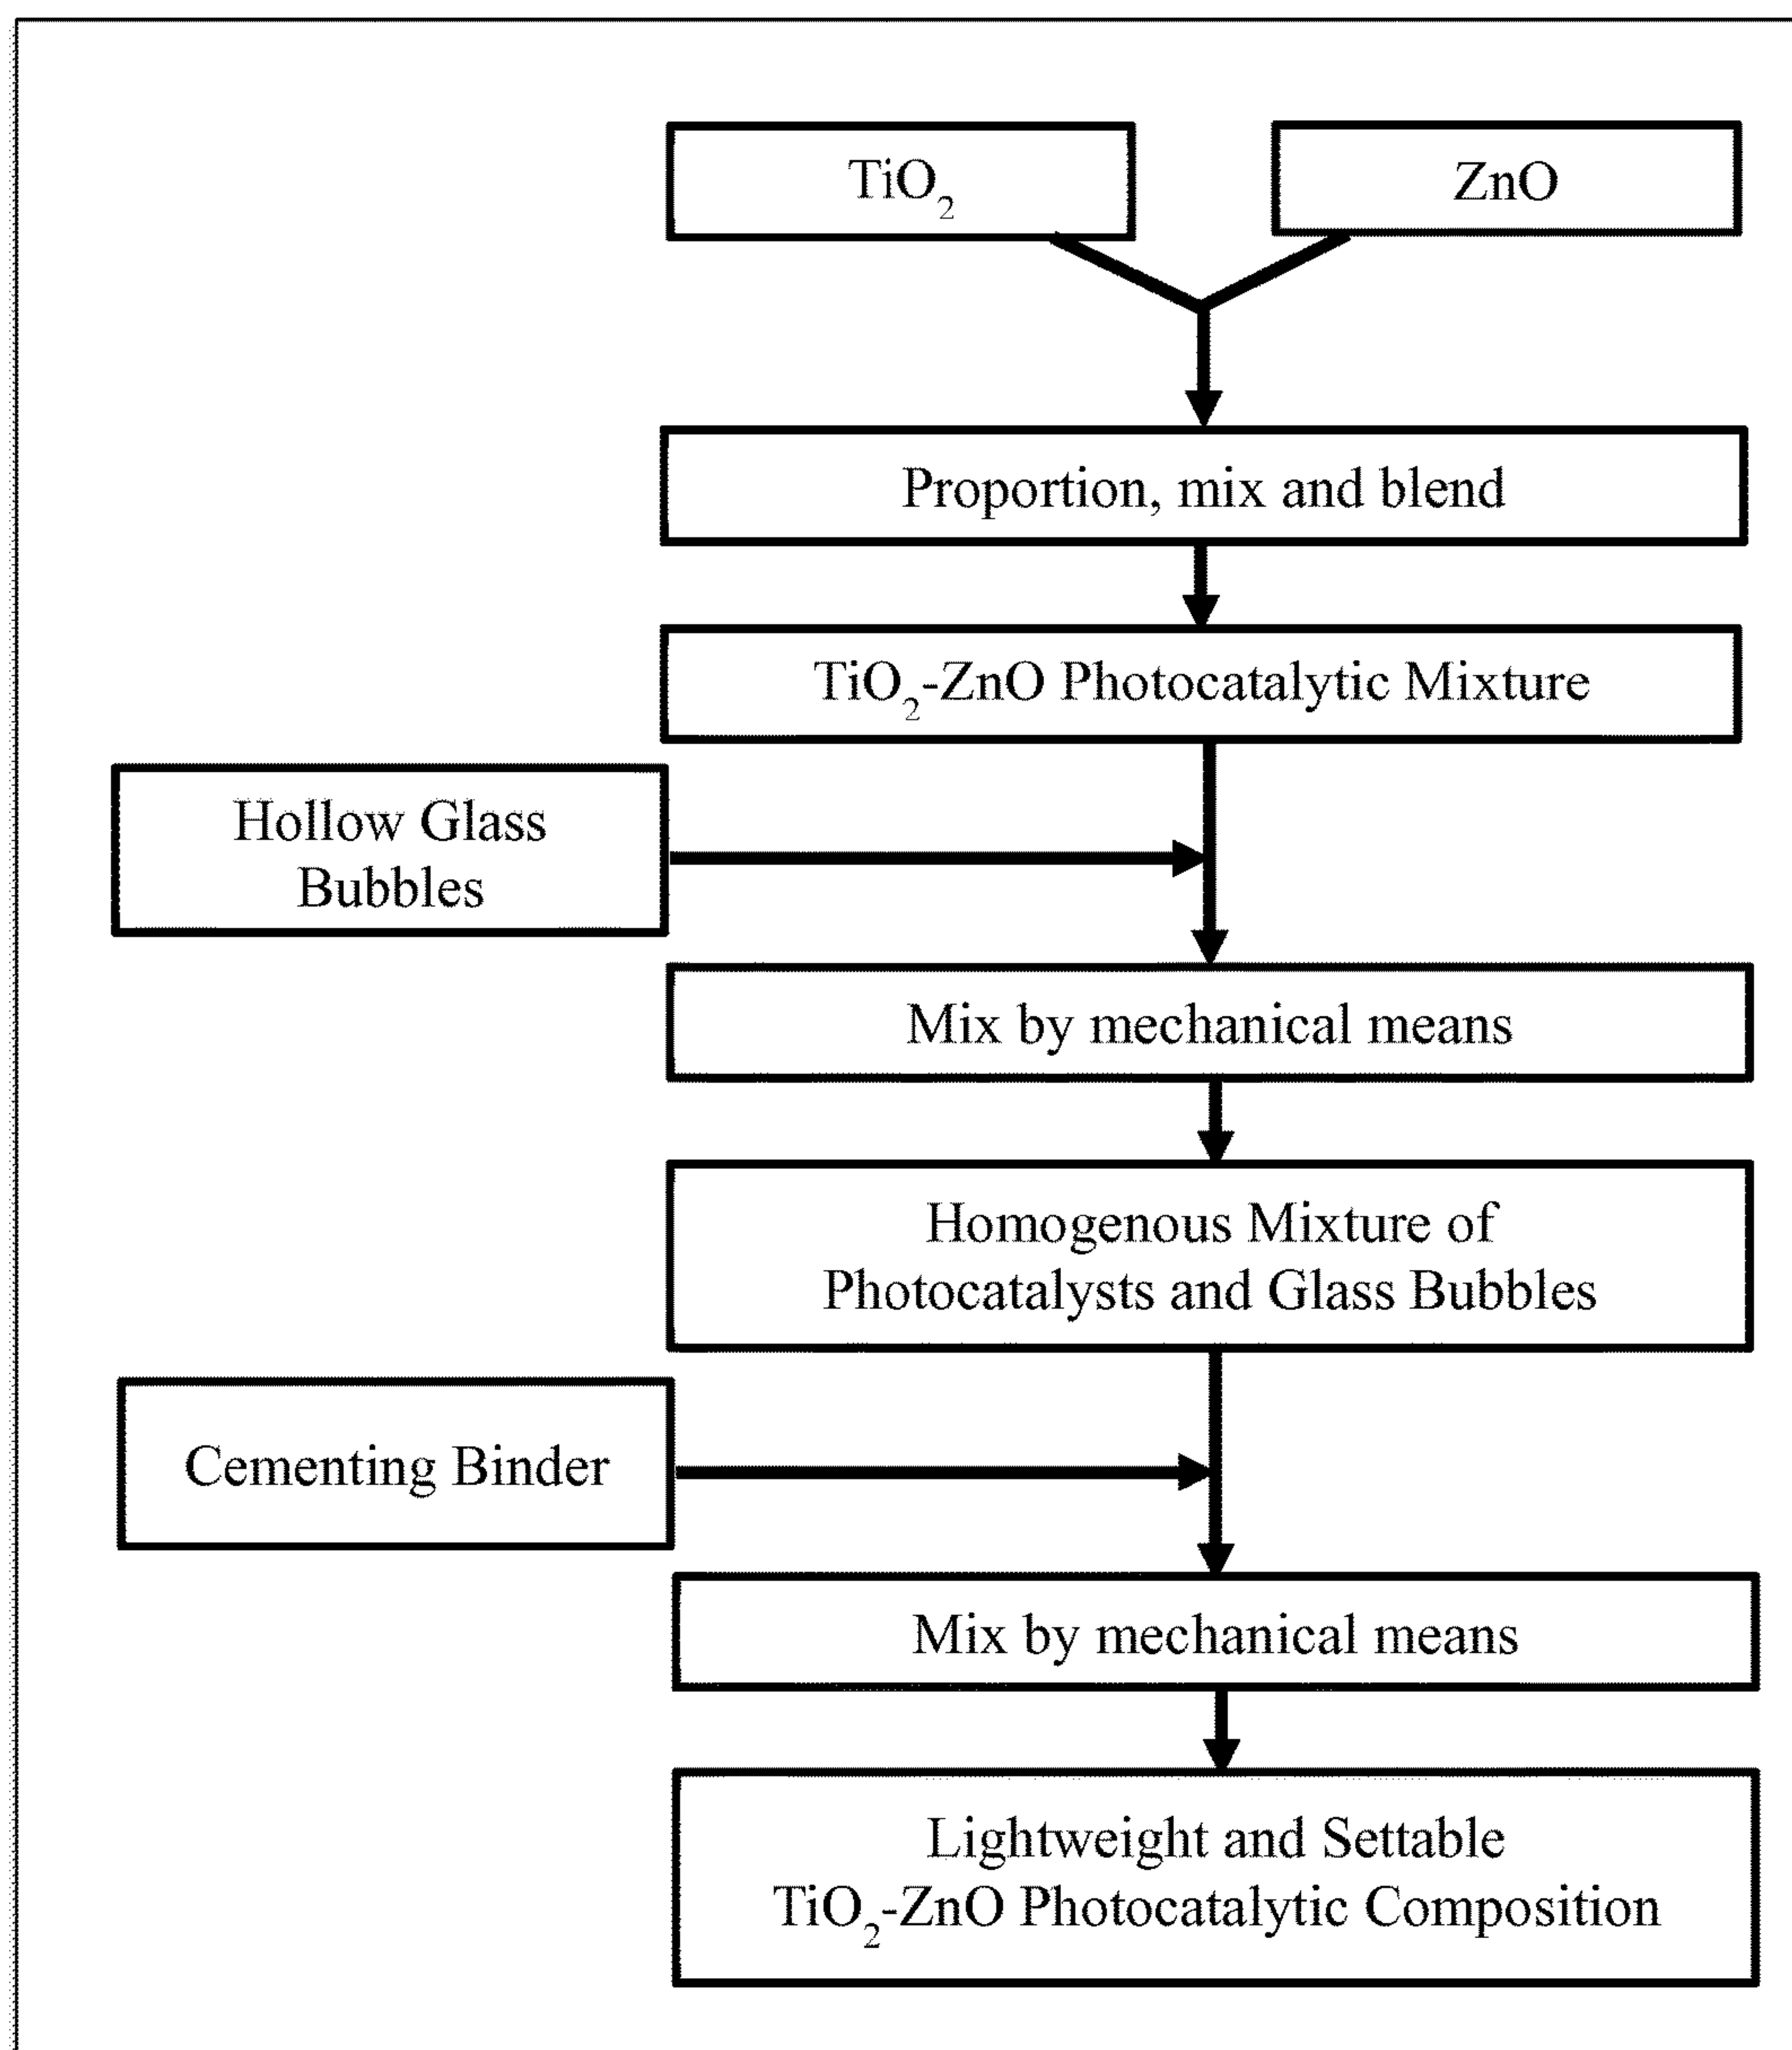 TiO₂
ZnO
Proportion, mix and blend
TiO₂-ZnO Photocatalytic Mixture
Hollow Glass
Bubbles
Mix by mechanical means
Homogenous Mixture of
Photocatalysts and Glass Bubbles
Cementing Binder
Mix by mechanical means
Lightweight and Settable
TiO₂-ZnO Photocatalytic Composition